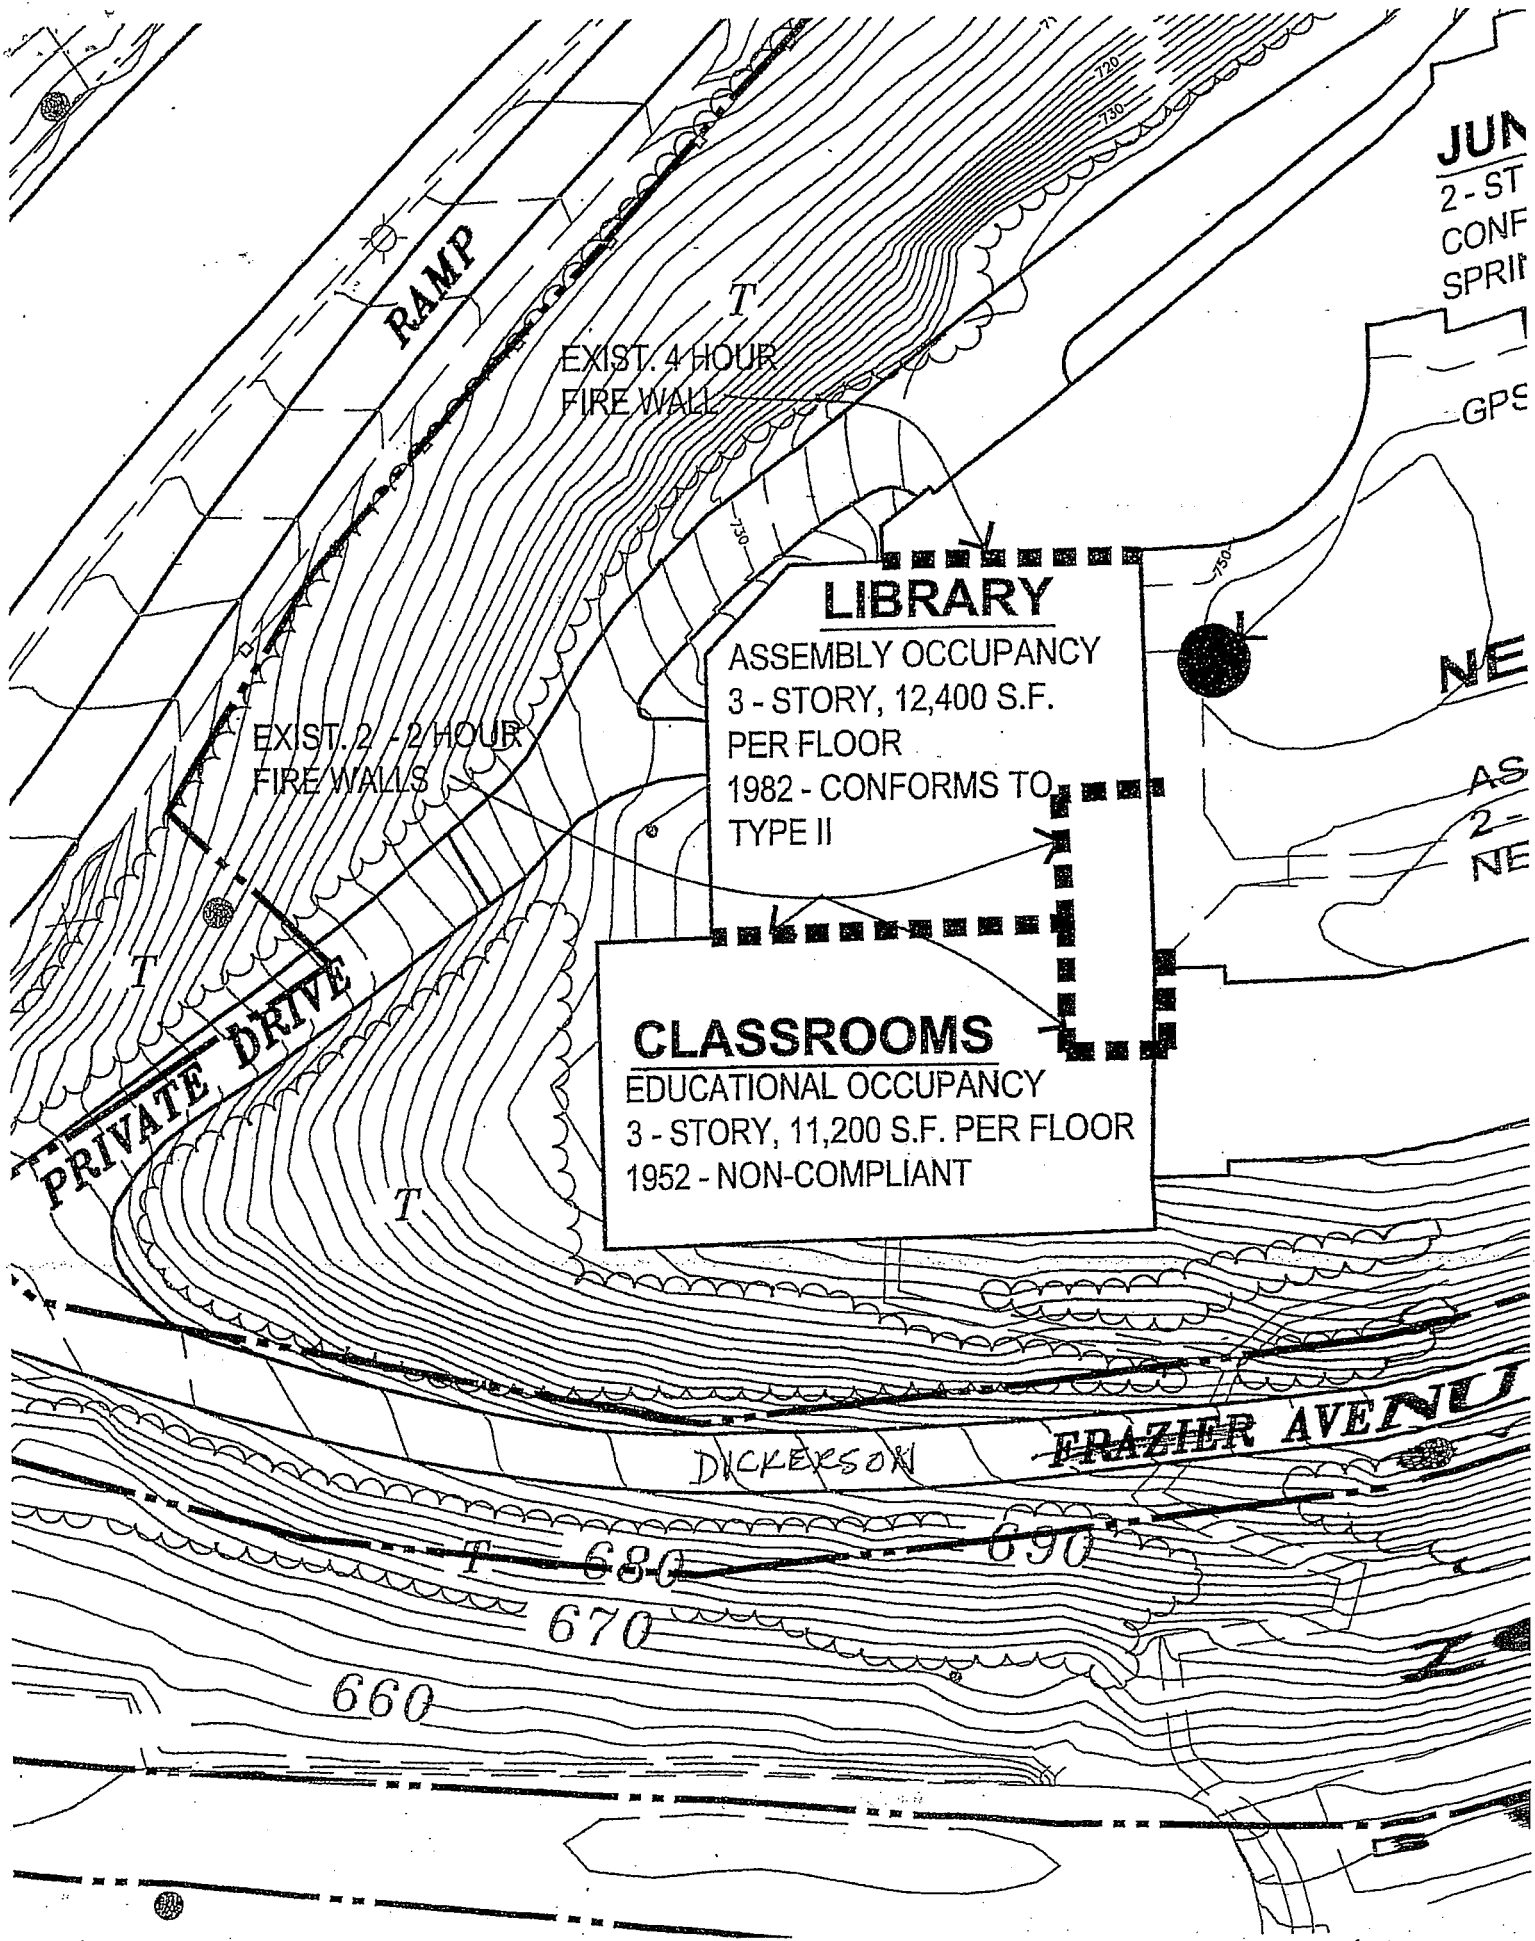 720
730
JUN
2 - ST
CONF
SPRI
RAMP
T
EXIST. 4 HOUR
FIRE WALL
GPS
730
750
LIBRARY
ASSEMBLY OCCUPANCY
3 - STORY, 12,400 S.F.
PER FLOOR
1982 - CONFORMS TO
TYPE II
NE
EXIST. 2 - 2 HOUR
FIRE WALLS
AS
2 -
NE
T
PRIVATE DRIVE
CLASSROOMS
EDUCATIONAL OCCUPANCY
3 - STORY, 11,200 S.F. PER FLOOR
1952 - NON-COMPLIANT
T
DICKERSON
FRAZIER AVENU
T
680
690
670
660